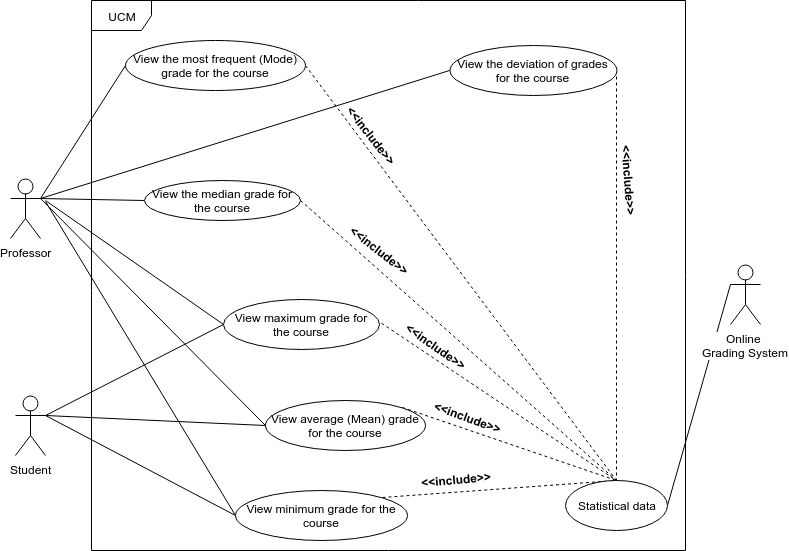 UCM
View the most frequent (Mode)
grade for the course
View the deviation of grades
for the course
<<include>>
<<include>>
View the median grade for
the course
Professor
<<include>>
View maximum grade for
the course
<<include>>
Online
Grading System
View average (Mean) grade
for the course
<<include>>
Student
<<include>>
View minimum grade for the
course
Statistical data